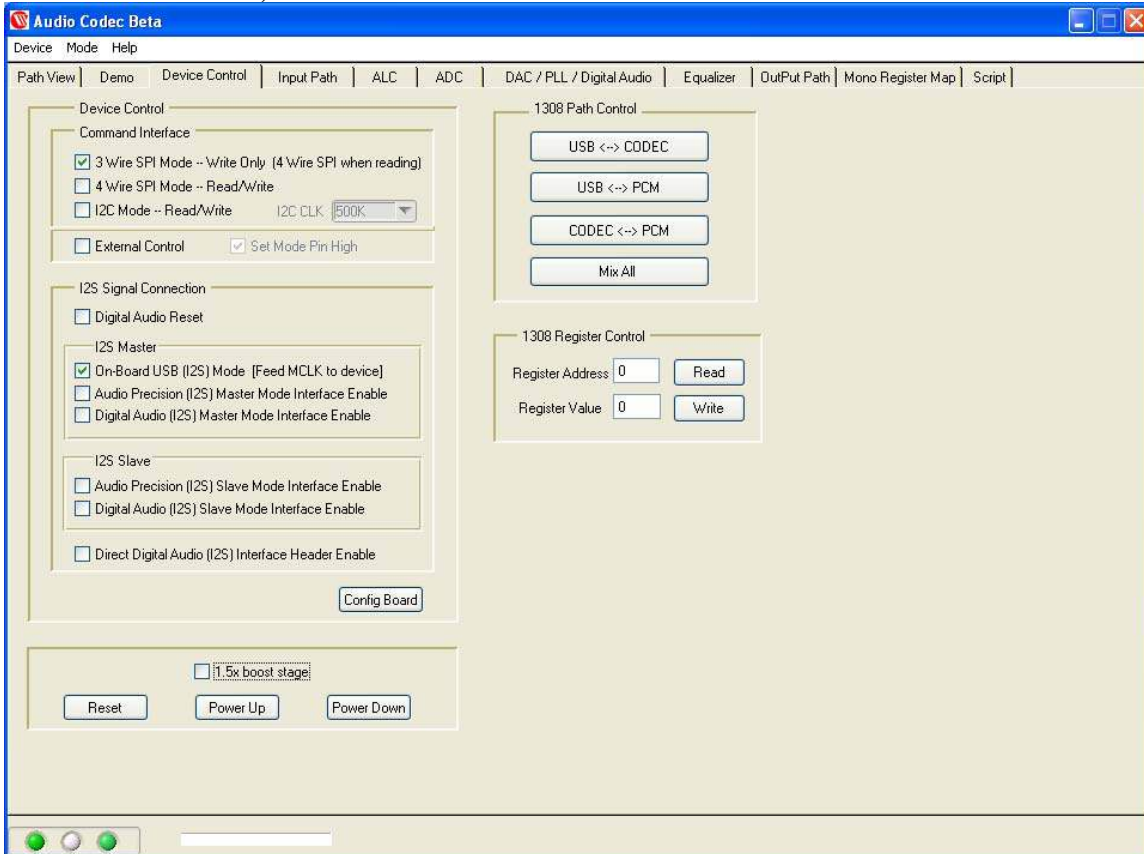 Audio Codec Beta
Device Mode Help
Path View Demo Device Control Input Path ALC ADC DAC / PLL / Digital Audio Equalizer OutPut Path Mono Register Map Script
Device Control
Command Interface
3 Wire SPI Mode -- Write Only (4 Wire SPI when reading)
4 Wire SPI Mode -- Read/Write
I2C Mode -- Read/Write I2C CLK 500K
External Control Set Mode Pin High
I2S Signal Connection
Digital Audio Reset
I2S Master
On-Board USB (I2S) Mode [Feed MCLK to device]
Audio Precision (I2S) Master Mode Interface Enable
Digital Audio (I2S) Master Mode Interface Enable
I2S Slave
Audio Precision (I2S) Slave Mode Interface Enable
Digital Audio (I2S) Slave Mode Interface Enable
Direct Digital Audio (I2S) Interface Header Enable
Config Board
1.5x boost stage
Reset Power Up Power Down
1308 Path Control
USB <--> CODEC
USB <--> PCM
CODEC <--> PCM
Mix All
1308 Register Control
Register Address 0 Read
Register Value 0 Write